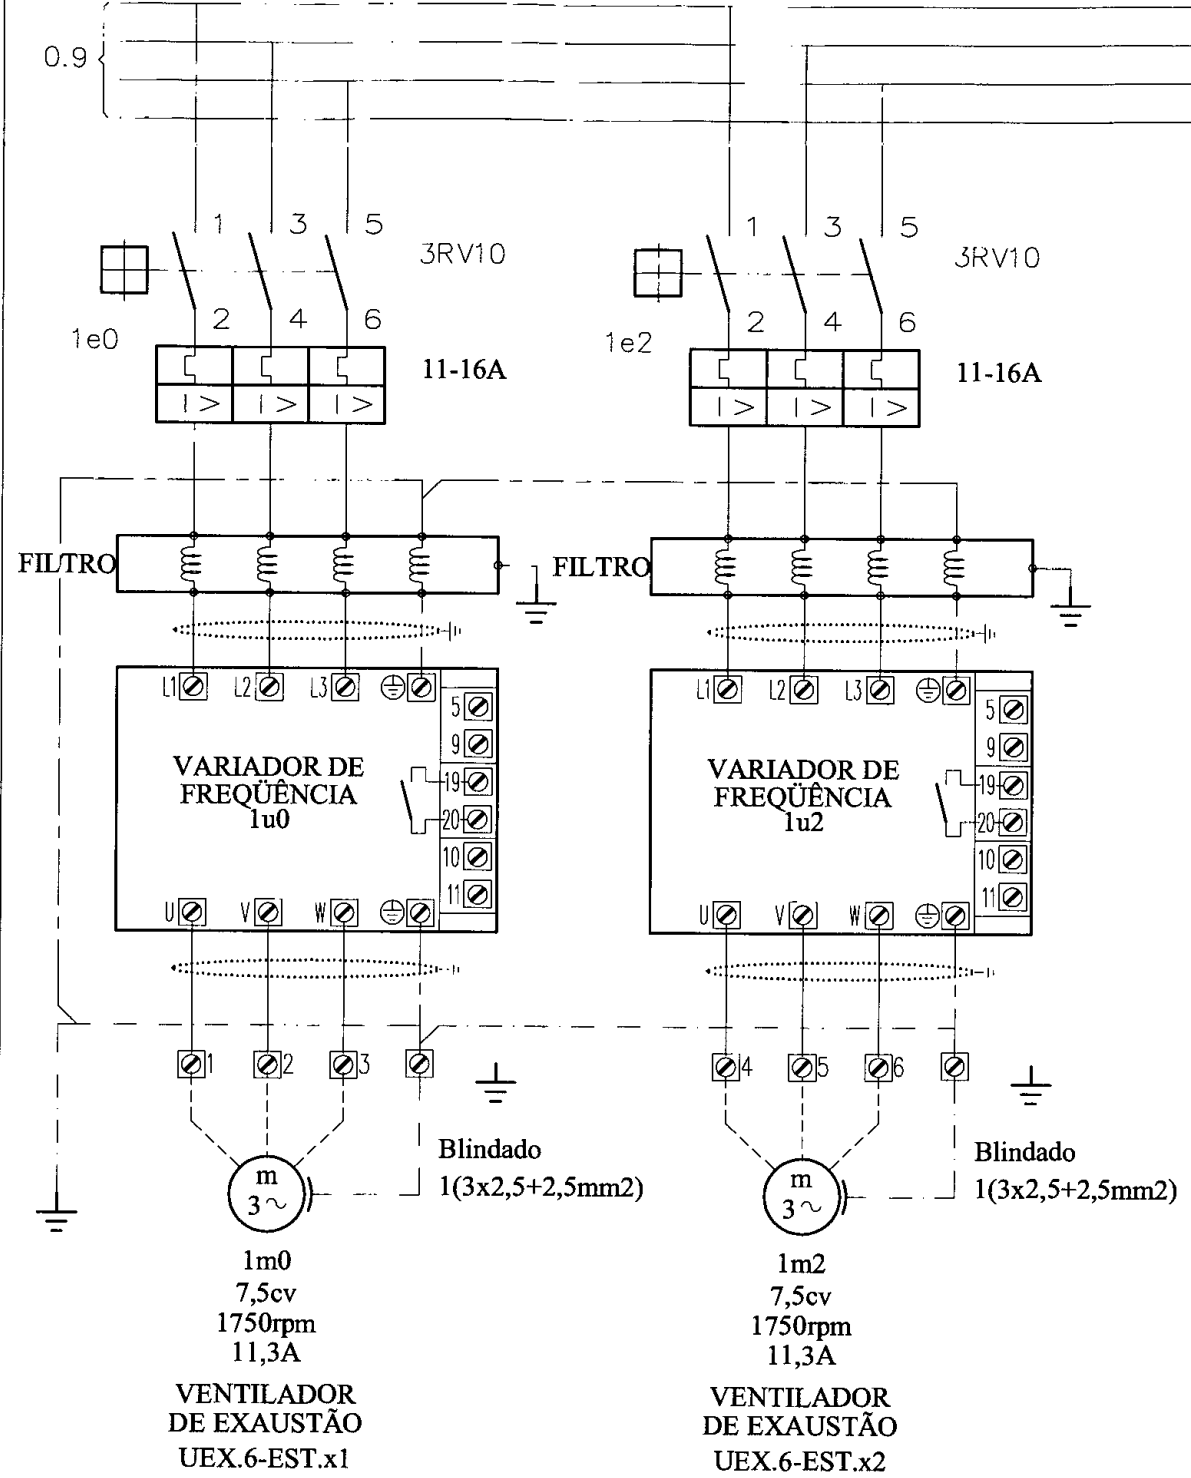 0.9
1 3 5
3RV10
1 3 5
3RV10
2 4 6
1e0
11-16A
2 4 6
1e2
11-16A
I > I > I >
I > I > I >
FILTRO
FILTRO
L1 L2 L3
5
9
19
20
10
11
VARIADOR DE
FREQÜÊNCIA
1u0
U V W
L1 L2 L3
5
9
19
20
10
11
VARIADOR DE
FREQÜÊNCIA
1u2
U V W
1 2 3
4 5 6
Blindado
1(3x2,5+2,5mm2)
m
3~
1m0
7,5cv
1750rpm
11,3A
VENTILADOR
DE EXAUSTÃO
UEX.6-EST.x1
Blindado
1(3x2,5+2,5mm2)
m
3~
1m2
7,5cv
1750rpm
11,3A
VENTILADOR
DE EXAUSTÃO
UEX.6-EST.x2